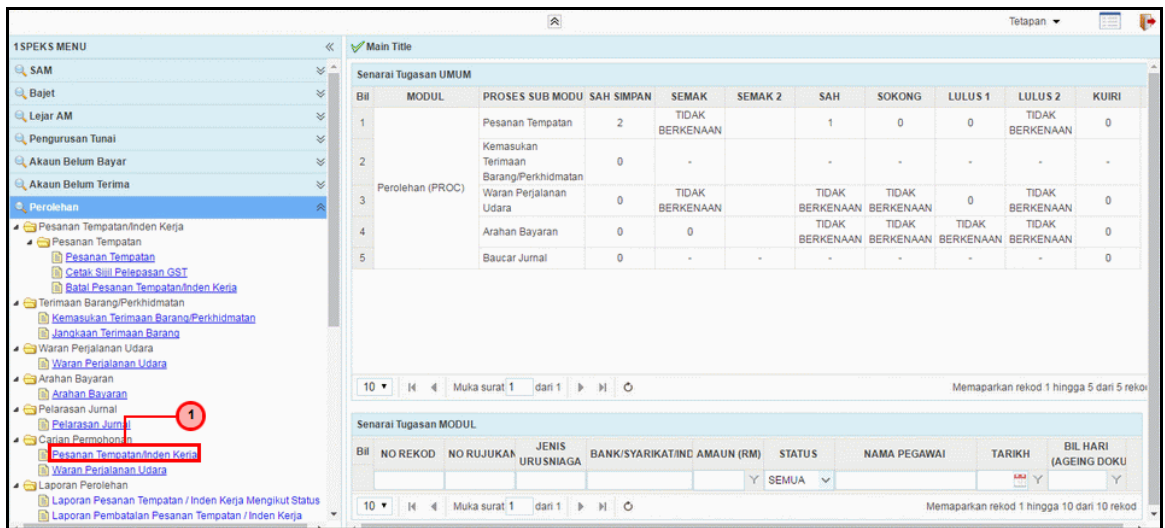 Tetapan
1SPEKS MENU
Main Title
SAM
Bajet
Lejar AM
Pengurusan Tunai
Akaun Belum Bayar
Akaun Belum Terima
Perolehan
Pesanan Tempatan/Inden Kerja
Pesanan Tempatan
Pesanan Tempatan
Cetak Sijil Pelepasan GST
Batal Pesanan Tempatan/Inden Kerja
Terimaan Barang/Perkhidmatan
Kemasukan Terimaan Barang/Perkhidmatan
Jangkaan Terimaan Barang
Waran Perjalanan Udara
Waran Perjalanan Udara
Arahan Bayaran
Arahan Bayaran
Pelarasan Jurnal
Pelarasan Jurnal
1
Carian Permohonan
Pesanan Tempatan/Inden Kerja
Waran Perjalanan Udara
Laporan Perolehan
Laporan Pesanan Tempatan / Inden Kerja Mengikut Status
Laporan Pembatalan Pesanan Tempatan / Inden Kerja
Senarai Tugasan UMUM
Bil MODUL PROSES SUB MODU SAH SIMPAN SEMAK SEMAK 2 SAH SOKONG LULUS 1 LULUS 2 KUIRI
Perolehan (PROC)
1 Pesanan Tempatan 2 TIDAK BERKENAAN 1 0 0 TIDAK BERKENAAN 0
2 Kemasukan Terimaan Barang/Perkhidmatan 0 - - - - - -
3 Waran Perjalanan Udara 0 TIDAK BERKENAAN TIDAK BERKENAAN TIDAK BERKENAAN 0 TIDAK BERKENAAN 0
4 Arahan Bayaran 0 0 TIDAK BERKENAAN TIDAK BERKENAAN TIDAK BERKENAAN TIDAK BERKENAAN 0
5 Baucar Jurnal 0 - - - - - - 0
10 Muka surat 1 dari 1 Memaparkan rekod 1 hingga 5 dari 5 reko
Senarai Tugasan MODUL
Bil NO REKOD NO RUJUKAN JENIS URUSNIAGA BANK/SYARIKAT/IND AMAUN (RM) STATUS NAMA PEGAWAI TARIKH BIL HARI (AGEING DOKU
SEMUA
10 Muka surat 1 dari 1 Memaparkan rekod 1 hingga 10 dari 10 rekod